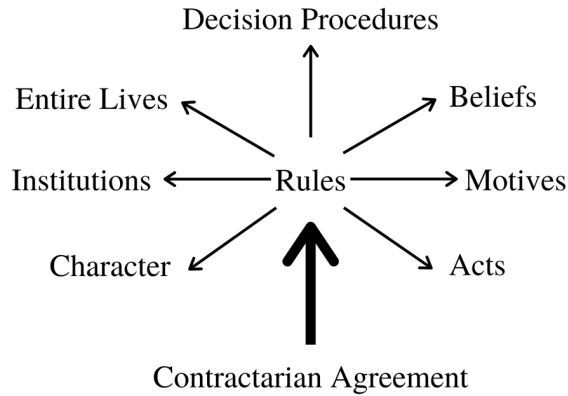 Decision Procedures
Entire Lives
Beliefs
Institutions
Rules
Motives
Character
Acts
Contractarian Agreement